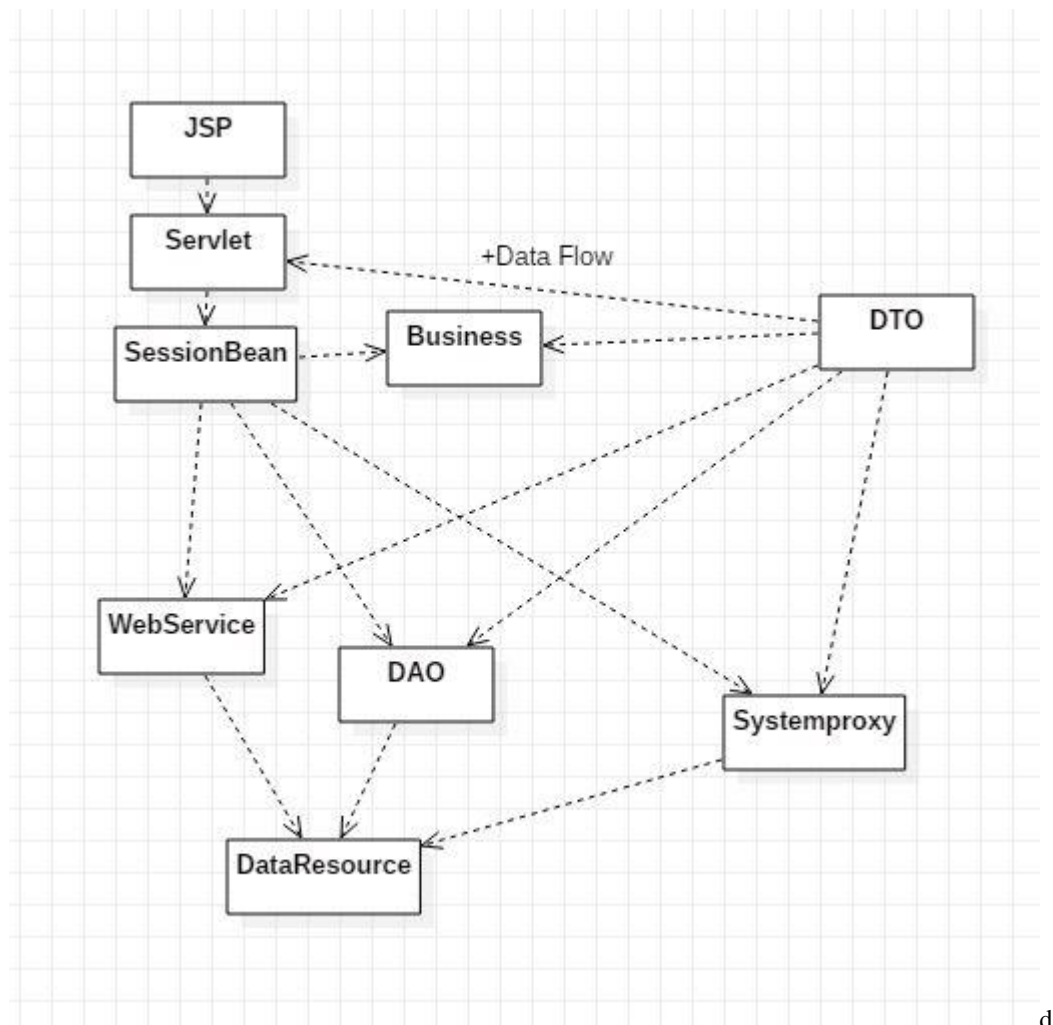 JSP
Servlet
+Data Flow
DTO
Business
SessionBean
WebService
DAO
Systemproxy
DataResource
d